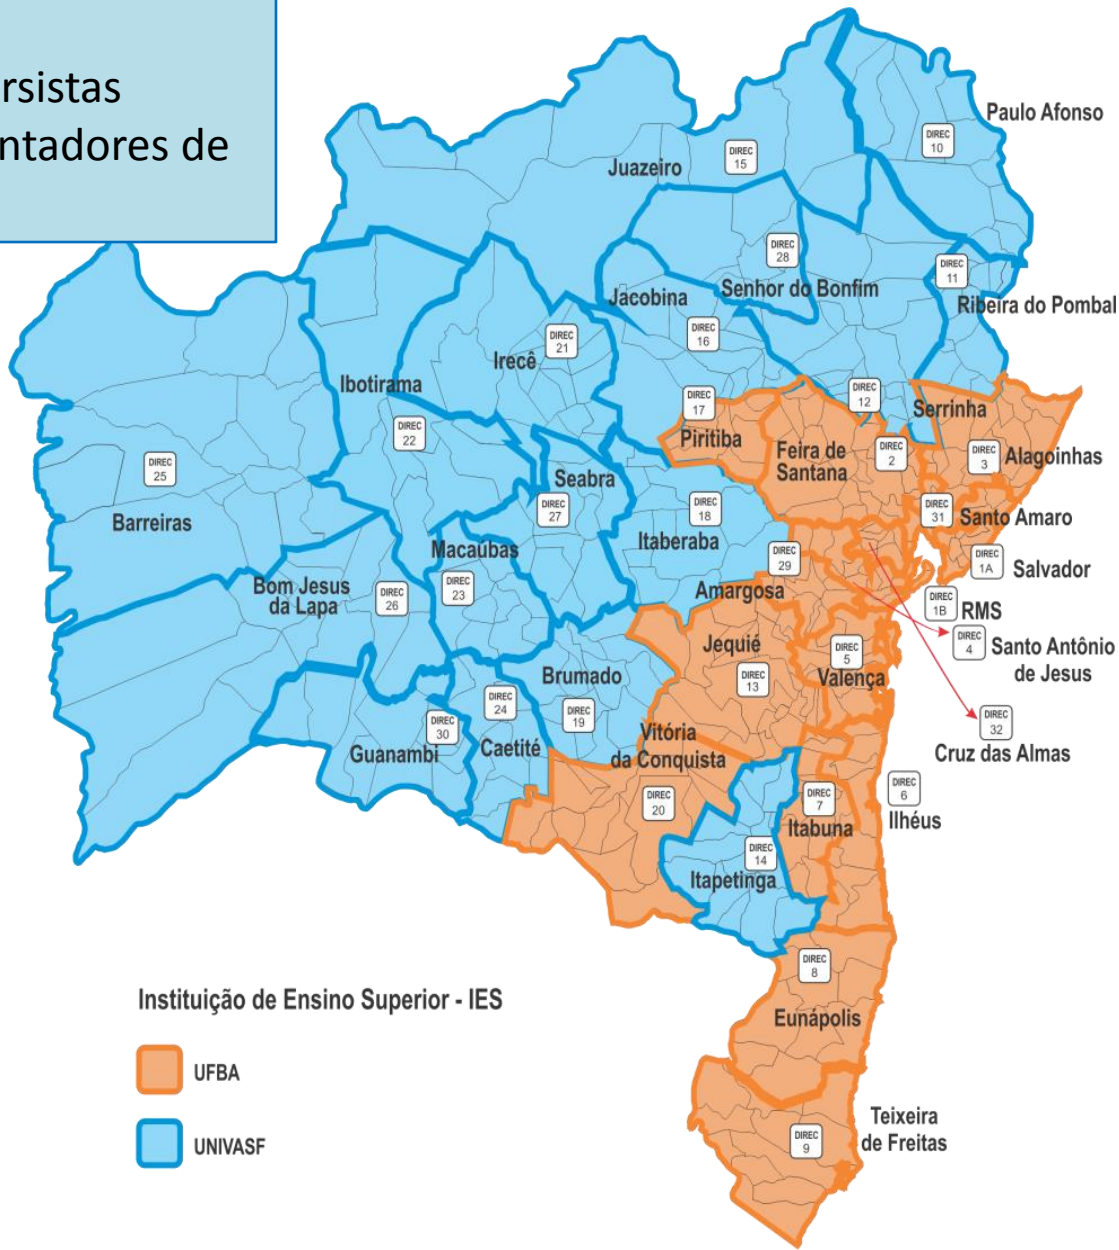 rsistas
ntadores de
Paulo Afonso
DIREC
10
Juazeiro
DIREC
15
DIREC
28
Senhor do Bonfim
DIREC
11
Ribeira do Pombal
Jacobina
DIREC
16
Irecê
DIREC
21
Ibotirama
DIREC
22
DIREC
17
Piritiba
DIREC
12
Serrinha
Feira de
Santana
DIREC
2
DIREC
3
Alagoinhas
DIREC
25
Barreiras
Seabra
DIREC
27
DIREC
18
Itaberaba
DIREC
31
Santo Amaro
Macaúbas
DIREC
23
DIREC
29
Amargosa
DIREC
1A
Salvador
Bom Jesus
da Lapa
DIREC
26
DIREC
1B
RMS
DIREC
4
Santo Antônio
de Jesus
Jequié
DIREC
13
DIREC
5
Valença
Brumado
DIREC
19
DIREC
24
Caetité
DIREC
30
Guanambi
Vitória
da Conquista
DIREC
20
DIREC
32
Cruz das Almas
DIREC
6
Ilhéus
DIREC
7
Itabuna
DIREC
14
Itapetinga
DIREC
8
Eunápolis
Instituição de Ensino Superior - IES
UFBA
UNIVASF
Teixeira
de Freitas
DIREC
9